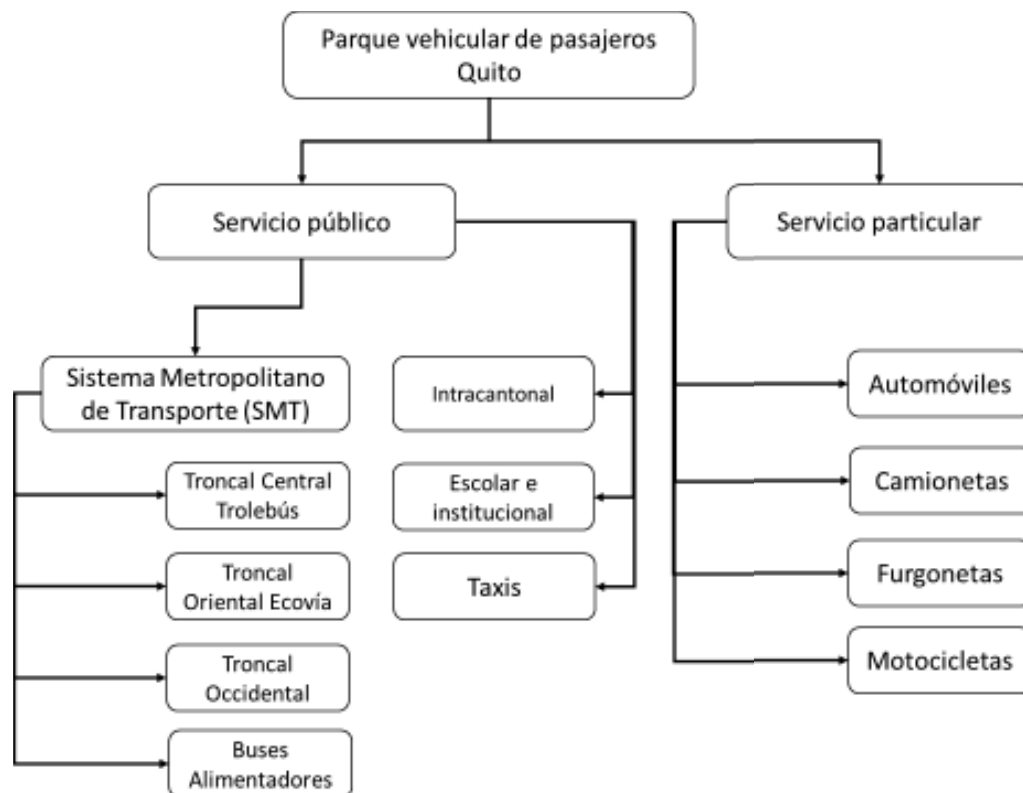 Parque vehicular de pasajeros
Quito
Servicio público
Servicio particular
Sistema Metropolitano
de Transporte (SMT)
Troncal Central
Trolebús
Troncal
Oriental Ecovía
Troncal
Occidental
Buses
Alimentadores
Intracantonal
Escolar e
institucional
Taxis
Automóviles
Camionetas
Furgonetas
Motocicletas